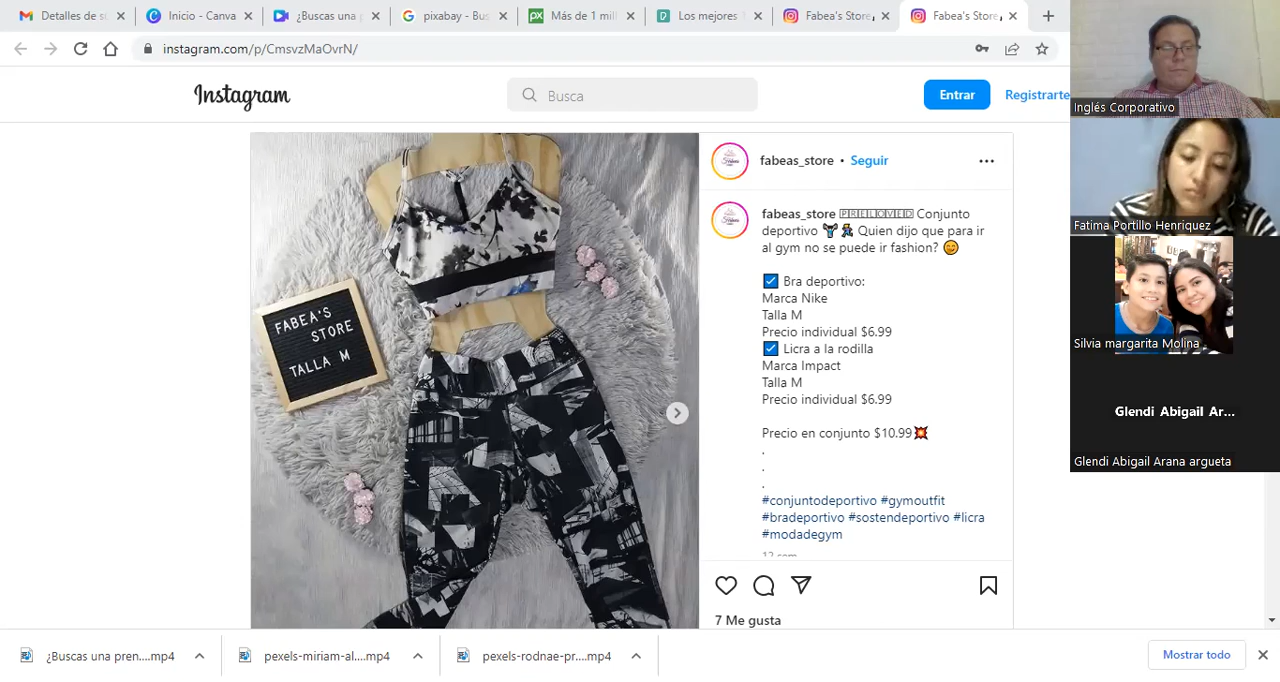 Detalles de s
Inicio - Canva
¿Buscas una p
pixabay - Bus
Más de 1 mil
Los mejores
Fabea's Store,
Fabea's Store,
instagram.com/p/CmsvzMaOvrN/
Instagram
Busca
Entrar
Registrarte
FABEA'S
STORE
TALLA M
fabeas_store • Seguir
fabeas_store 🄿🅁🄴🄻🄾🅅🄴🄳 Conjunto
deportivo 🏋️🧗 Quien dijo que para ir
al gym no se puede ir fashion? 😊
☑️ Bra deportivo:
Marca Nike
Talla M
Precio individual $6.99
☑️ Licra a la rodilla
Marca Impact
Talla M
Precio individual $6.99
Precio en conjunto $10.99💥
.
.
.
#conjuntodeportivo #gymoutfit
#bradeportivo #sostendeportivo #licra
#modadegym
12 sem
7 Me gusta
Inglés Corporativo
Fatima Portillo Henriquez
Silvia margarita Molina
Glendi Abigail Ar...
Glendi Abigail Arana argueta
¿Buscas una pren....mp4
pexels-miriam-al....mp4
pexels-rodnae-pr....mp4
Mostrar todo